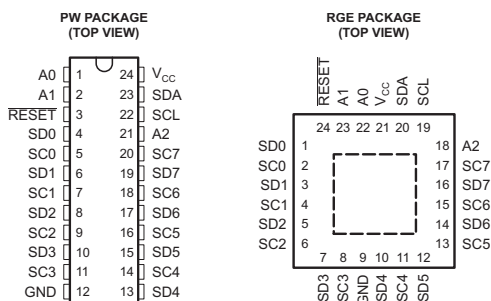 PW PACKAGE
(TOP VIEW)
A0 1 24 VCC
A1 2 23 SDA
RESET 3 22 SCL
SD0 4 21 A2
SC0 5 20 SC7
SD1 6 19 SD7
SC1 7 18 SC6
SD2 8 17 SD6
SC2 9 16 SC5
SD3 10 15 SD5
SC3 11 14 SC4
GND 12 13 SD4
RGE PACKAGE
(TOP VIEW)
RESET A1 A0 VCC SDA SCL
24 23 22 21 20 19
SD0 1 18 A2
SC0 2 17 SC7
SD1 3 16 SD7
SC1 4 15 SC6
SD2 5 14 SD6
SC2 6 13 SC5
7 8 9 10 11 12
SD3 SC3 GND SD4 SC4 SD5